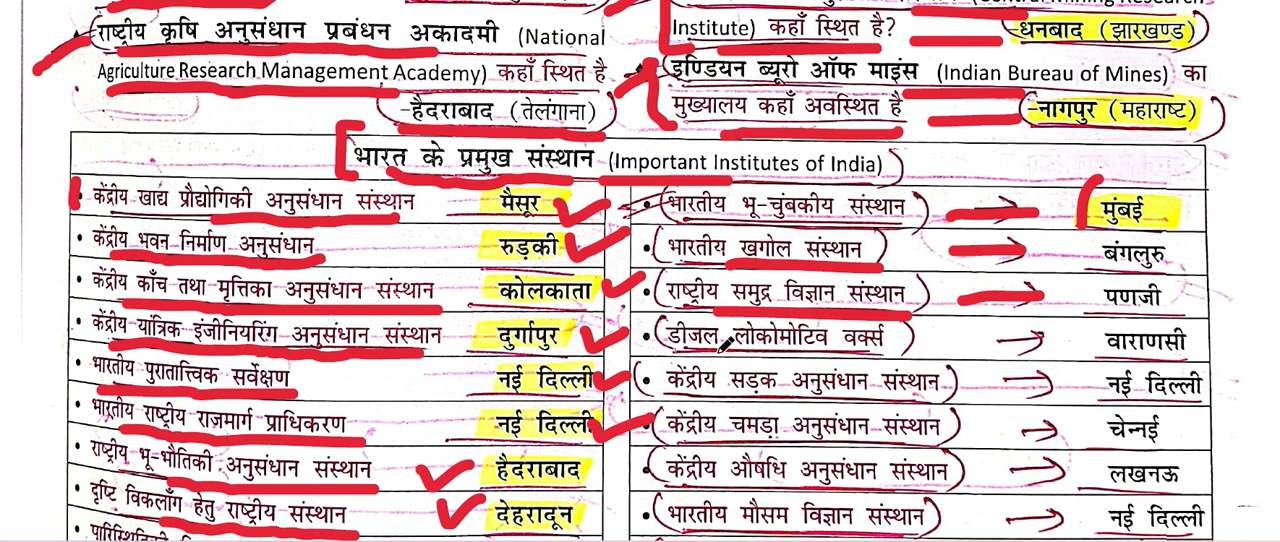 राष्ट्रीय कृषि अनुसंधान प्रबंधन अकादमी (National
Agriculture Research Management Academy) कहाँ स्थित है
-हैदराबाद (तेलंगाना)
Institute) कहाँ स्थित है?
-धनबाद (झारखण्ड)
इण्डियन ब्यूरो ऑफ माइंस (Indian Bureau of Mines) का
मुख्यालय कहाँ अवस्थित है
-नागपुर (महाराष्ट)
भारत के प्रमुख संस्थान (Important Institutes of India)
• केंद्रीय खाद्य प्रौद्योगिकी अनुसंधान संस्थान मैसूर
• केंद्रीय भवन निर्माण अनुसंधान रुड़की
• केंद्रीय काँच तथा मृत्तिका अनुसंधान संस्थान कोलकाता
• केंद्रीय यांत्रिक इंजीनियरिंग अनुसंधान संस्थान दुर्गापुर
• भारतीय पुरातात्त्विक सर्वेक्षण नई दिल्ली
• भारतीय राष्ट्रीय राजमार्ग प्राधिकरण नई दिल्ली
• राष्ट्रीय भू-भौतिकी अनुसंधान संस्थान हैदराबाद
• दृष्टि विकलाँग हेतु राष्ट्रीय संस्थान देहरादून
• भारतीय भू-चुंबकीय संस्थान मुंबई
• भारतीय खगोल संस्थान बंगलुरु
• राष्ट्रीय समुद्र विज्ञान संस्थान पणजी
• डीजल लोकोमोटिव वर्क्स वाराणसी
• केंद्रीय सड़क अनुसंधान संस्थान नई दिल्ली
• केंद्रीय चमड़ा अनुसंधान संस्थान चेन्नई
• केंद्रीय औषधि अनुसंधान संस्थान लखनऊ
• भारतीय मौसम विज्ञान संस्थान नई दिल्ली